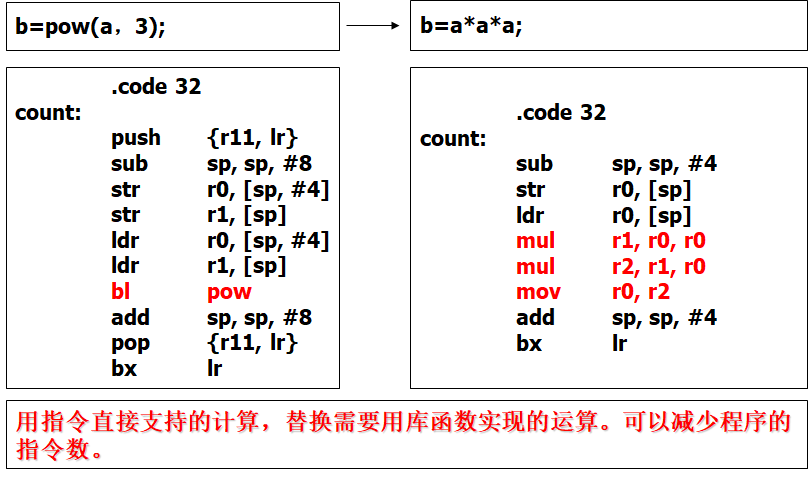 b=pow(a，3);
b=a*a*a;
.code 32
count:
push {r11, lr}
sub sp, sp, #8
str r0, [sp, #4]
str r1, [sp]
ldr r0, [sp, #4]
ldr r1, [sp]
bl pow
add sp, sp, #8
pop {r11, lr}
bx lr
.code 32
count:
sub sp, sp, #4
str r0, [sp]
ldr r0, [sp]
mul r1, r0, r0
mul r2, r1, r0
mov r0, r2
add sp, sp, #4
bx lr
用指令直接支持的计算，替换需要用库函数实现的运算。可以减少程序的
指令数。